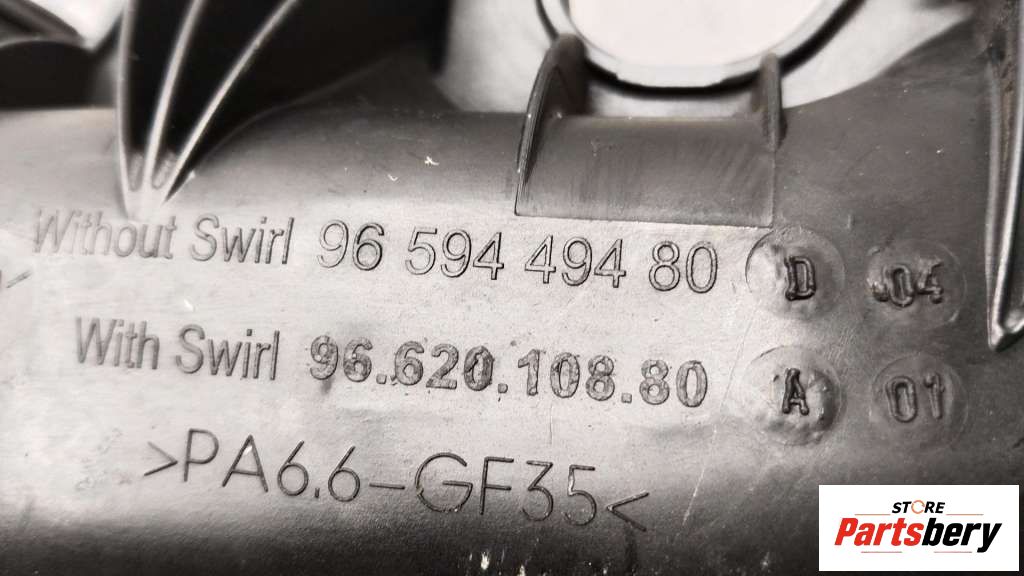 Without Swirl 96 594 494 80 D 04
With Swirl 96.620.108.80 A 01
>PA6.6-GF35<
STORE
Partsbery